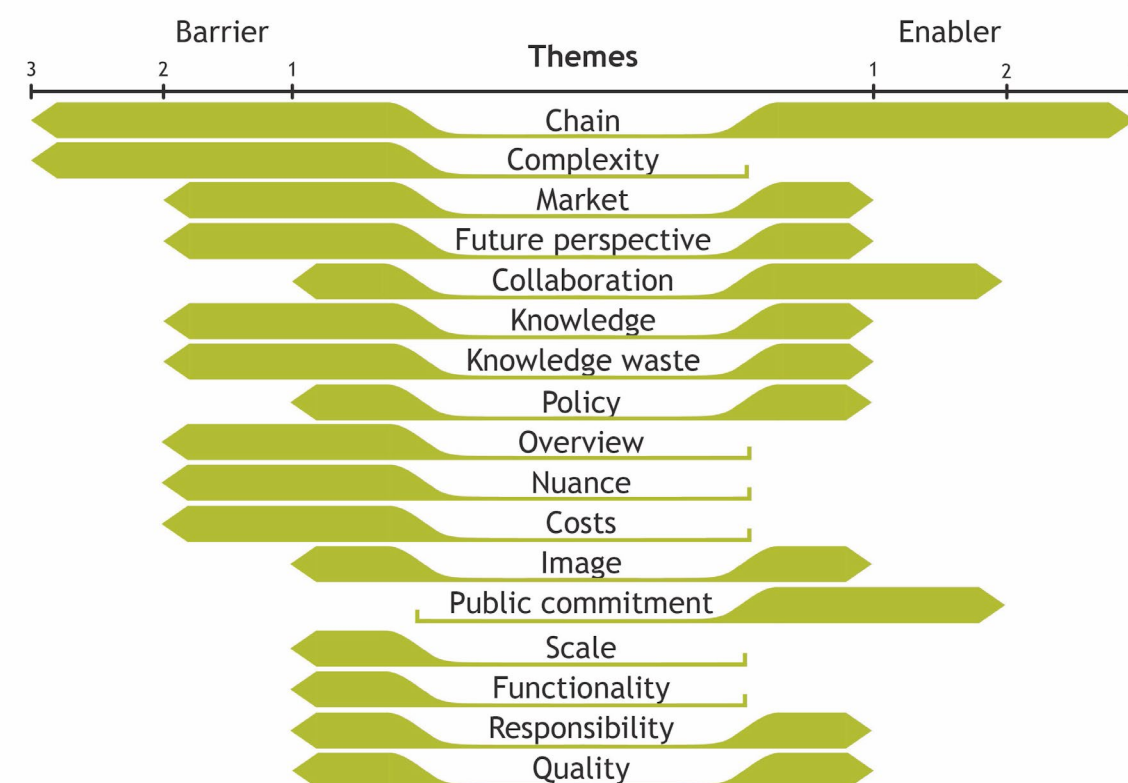 Barrier
Enabler
Themes
3 2 1 1 2
Chain
Complexity
Market
Future perspective
Collaboration
Knowledge
Knowledge waste
Policy
Overview
Nuance
Costs
Image
Public commitment
Scale
Functionality
Responsibility
Quality